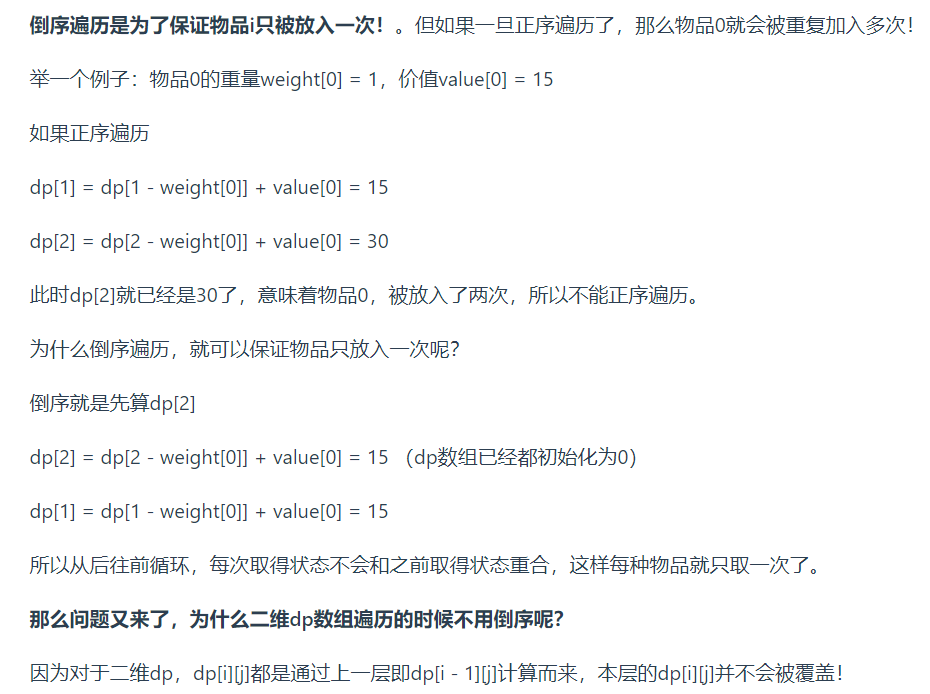 倒序遍历是为了保证物品i只被放入一次！。但如果一旦正序遍历了，那么物品0就会被重复加入多次！
举一个例子：物品0的重量weight[0] = 1，价值value[0] = 15
如果正序遍历
dp[1] = dp[1 - weight[0]] + value[0] = 15
dp[2] = dp[2 - weight[0]] + value[0] = 30
此时dp[2]就已经是30了，意味着物品0，被放入了两次，所以不能正序遍历。
为什么倒序遍历，就可以保证物品只放入一次呢？
倒序就是先算dp[2]
dp[2] = dp[2 - weight[0]] + value[0] = 15 （dp数组已经都初始化为0）
dp[1] = dp[1 - weight[0]] + value[0] = 15
所以从后往前循环，每次取得状态不会和之前取得状态重合，这样每种物品就只取一次了。
那么问题又来了，为什么二维dp数组遍历的时候不用倒序呢？
因为对于二维dp，dp[i][j]都是通过上一层即dp[i - 1][j]计算而来，本层的dp[i][j]并不会被覆盖！